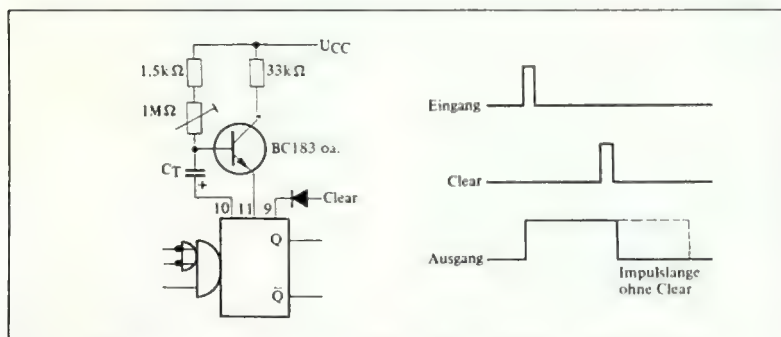 UCC
1.5kΩ
33kΩ
1MΩ
BC183 oa.
CT
+
Clear
10 11 9
Q
Q̄
Eingang
Clear
Ausgang
Impulslange
ohne Clear